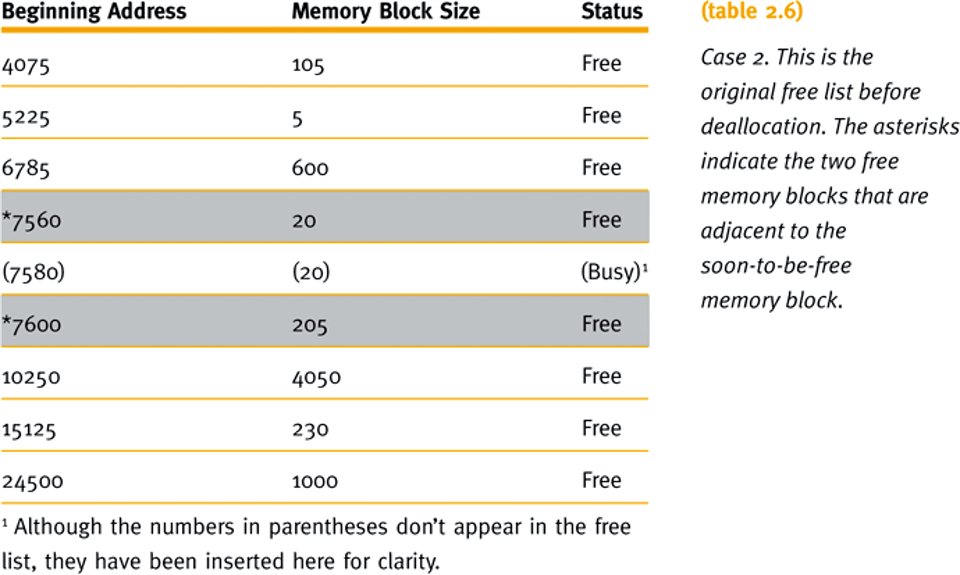 Beginning Address Memory Block Size Status
4075 105 Free
5225 5 Free
6785 600 Free
*7560 20 Free
(7580) (20) (Busy)¹
*7600 205 Free
10250 4050 Free
15125 230 Free
24500 1000 Free
¹ Although the numbers in parentheses don't appear in the free
list, they have been inserted here for clarity.
(table 2.6)
Case 2. This is the
original free list before
deallocation. The asterisks
indicate the two free
memory blocks that are
adjacent to the
soon-to-be-free
memory block.